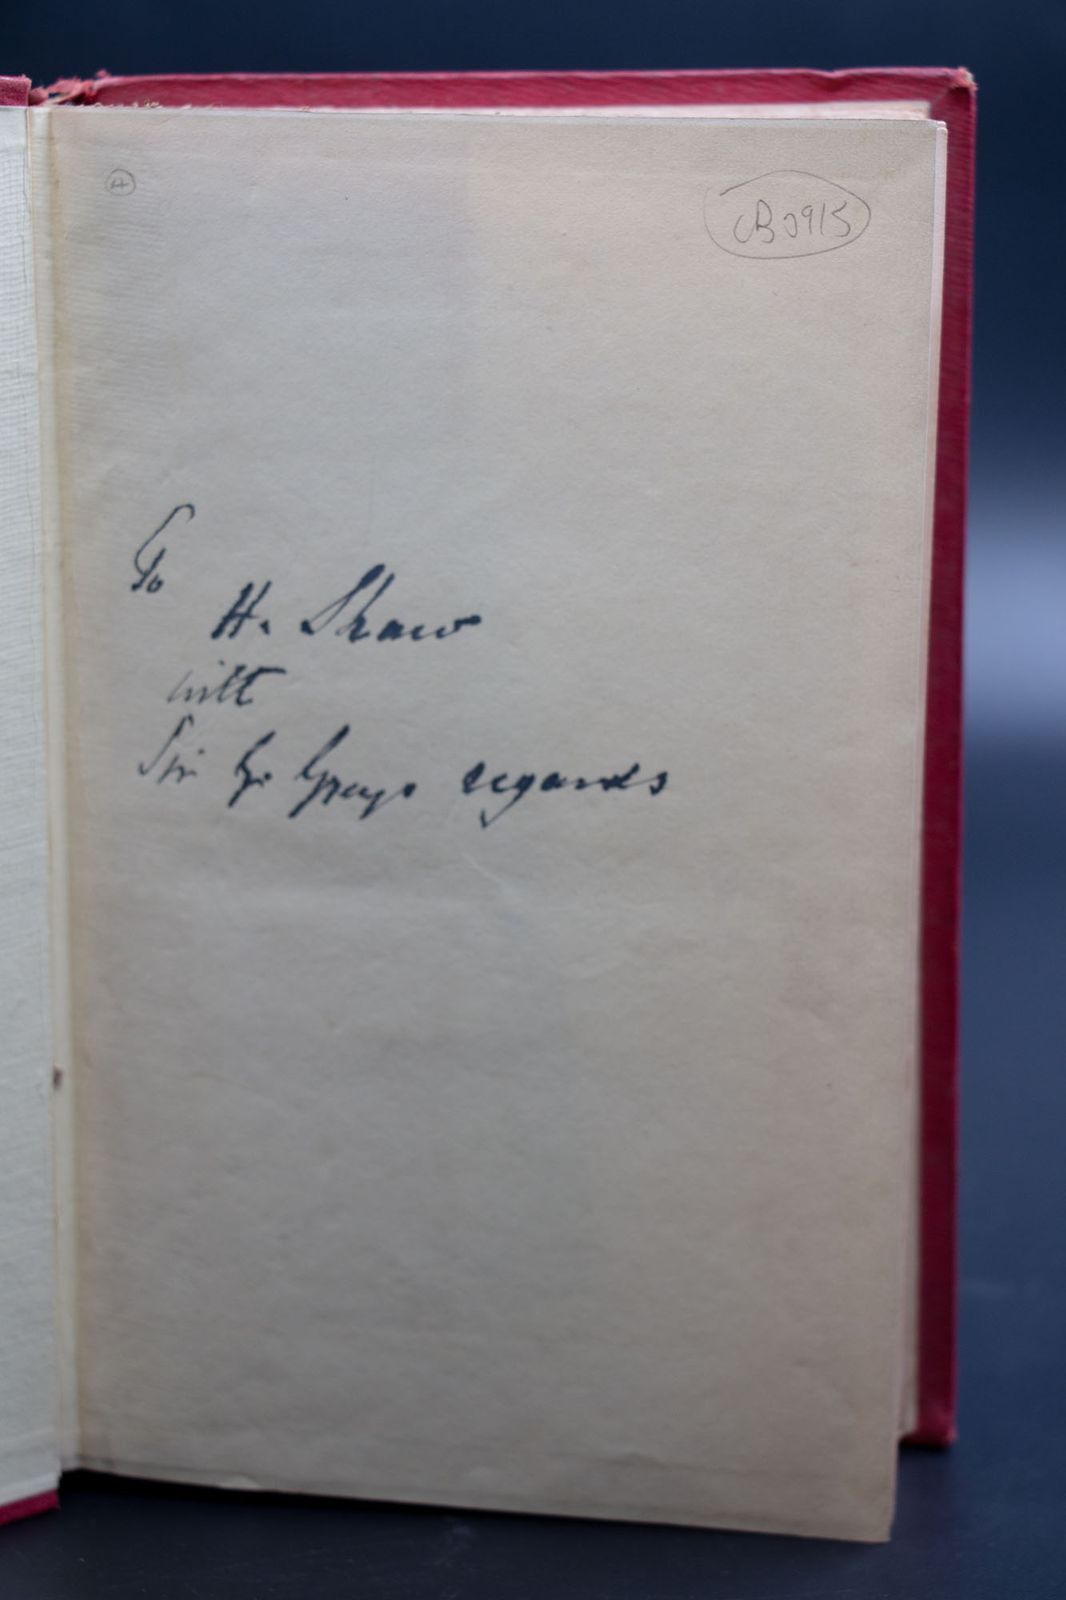 A
CB0915
To
H. Shaw
with
Sir G. Greys regards